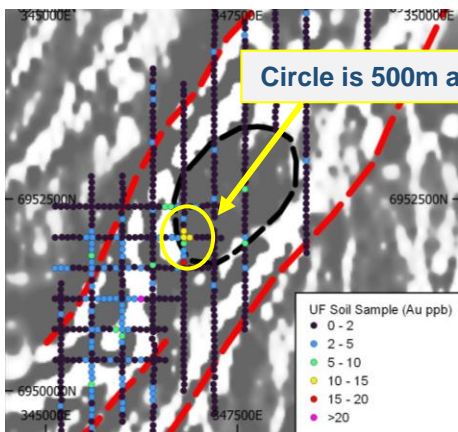 345000E 347500E 350000E
Circle is 500m a
6952500N 6952500N
UF Soil Sample (Au ppb)
0 - 2
2 - 5
5 - 10
10 - 15
15 - 20
>20
6950000N
345000E 347500E